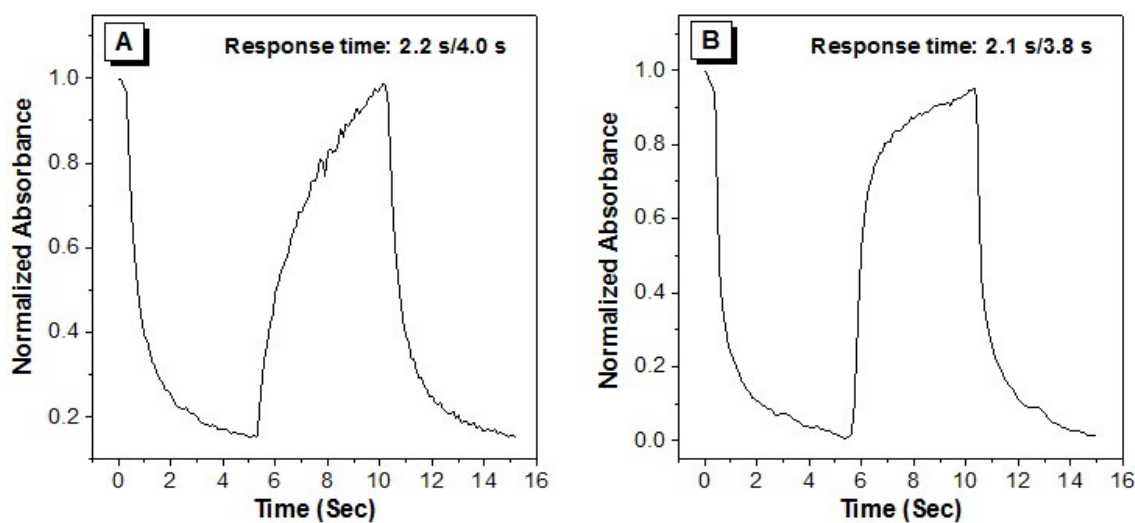 A
Response time: 2.2 s/4.0 s
Normalized Absorbance
1.0
0.8
0.6
0.4
0.2
0 2 4 6 8 10 12 14 16
Time (Sec)
B
Response time: 2.1 s/3.8 s
Normalized Absorbance
1.0
0.8
0.6
0.4
0.2
0.0
0 2 4 6 8 10 12 14 16
Time (Sec)